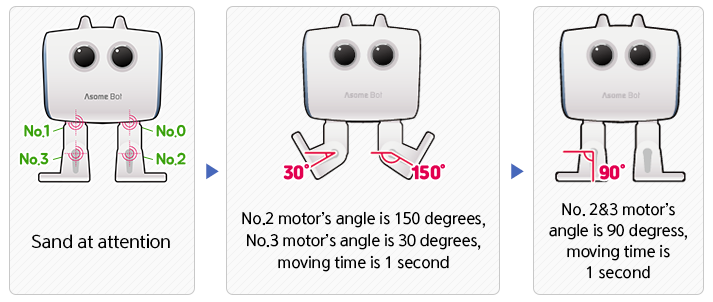 Asome Bot
No.1
No.0
No.3
No.2
Sand at attention
Asome Bot
30°
150°
No.2 motor's angle is 150 degrees,
No.3 motor's angle is 30 degrees,
moving time is 1 second
Asome Bot
90°
No. 2&3 motor's
angle is 90 degress,
moving time is
1 second